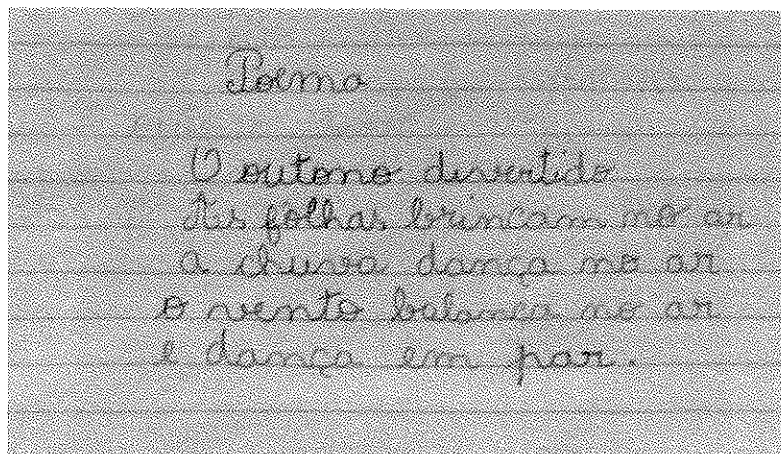 Poema
O outono divertido
As folhas brincam no ar
a chuva dança no ar
o vento balança no ar
e dança em par.